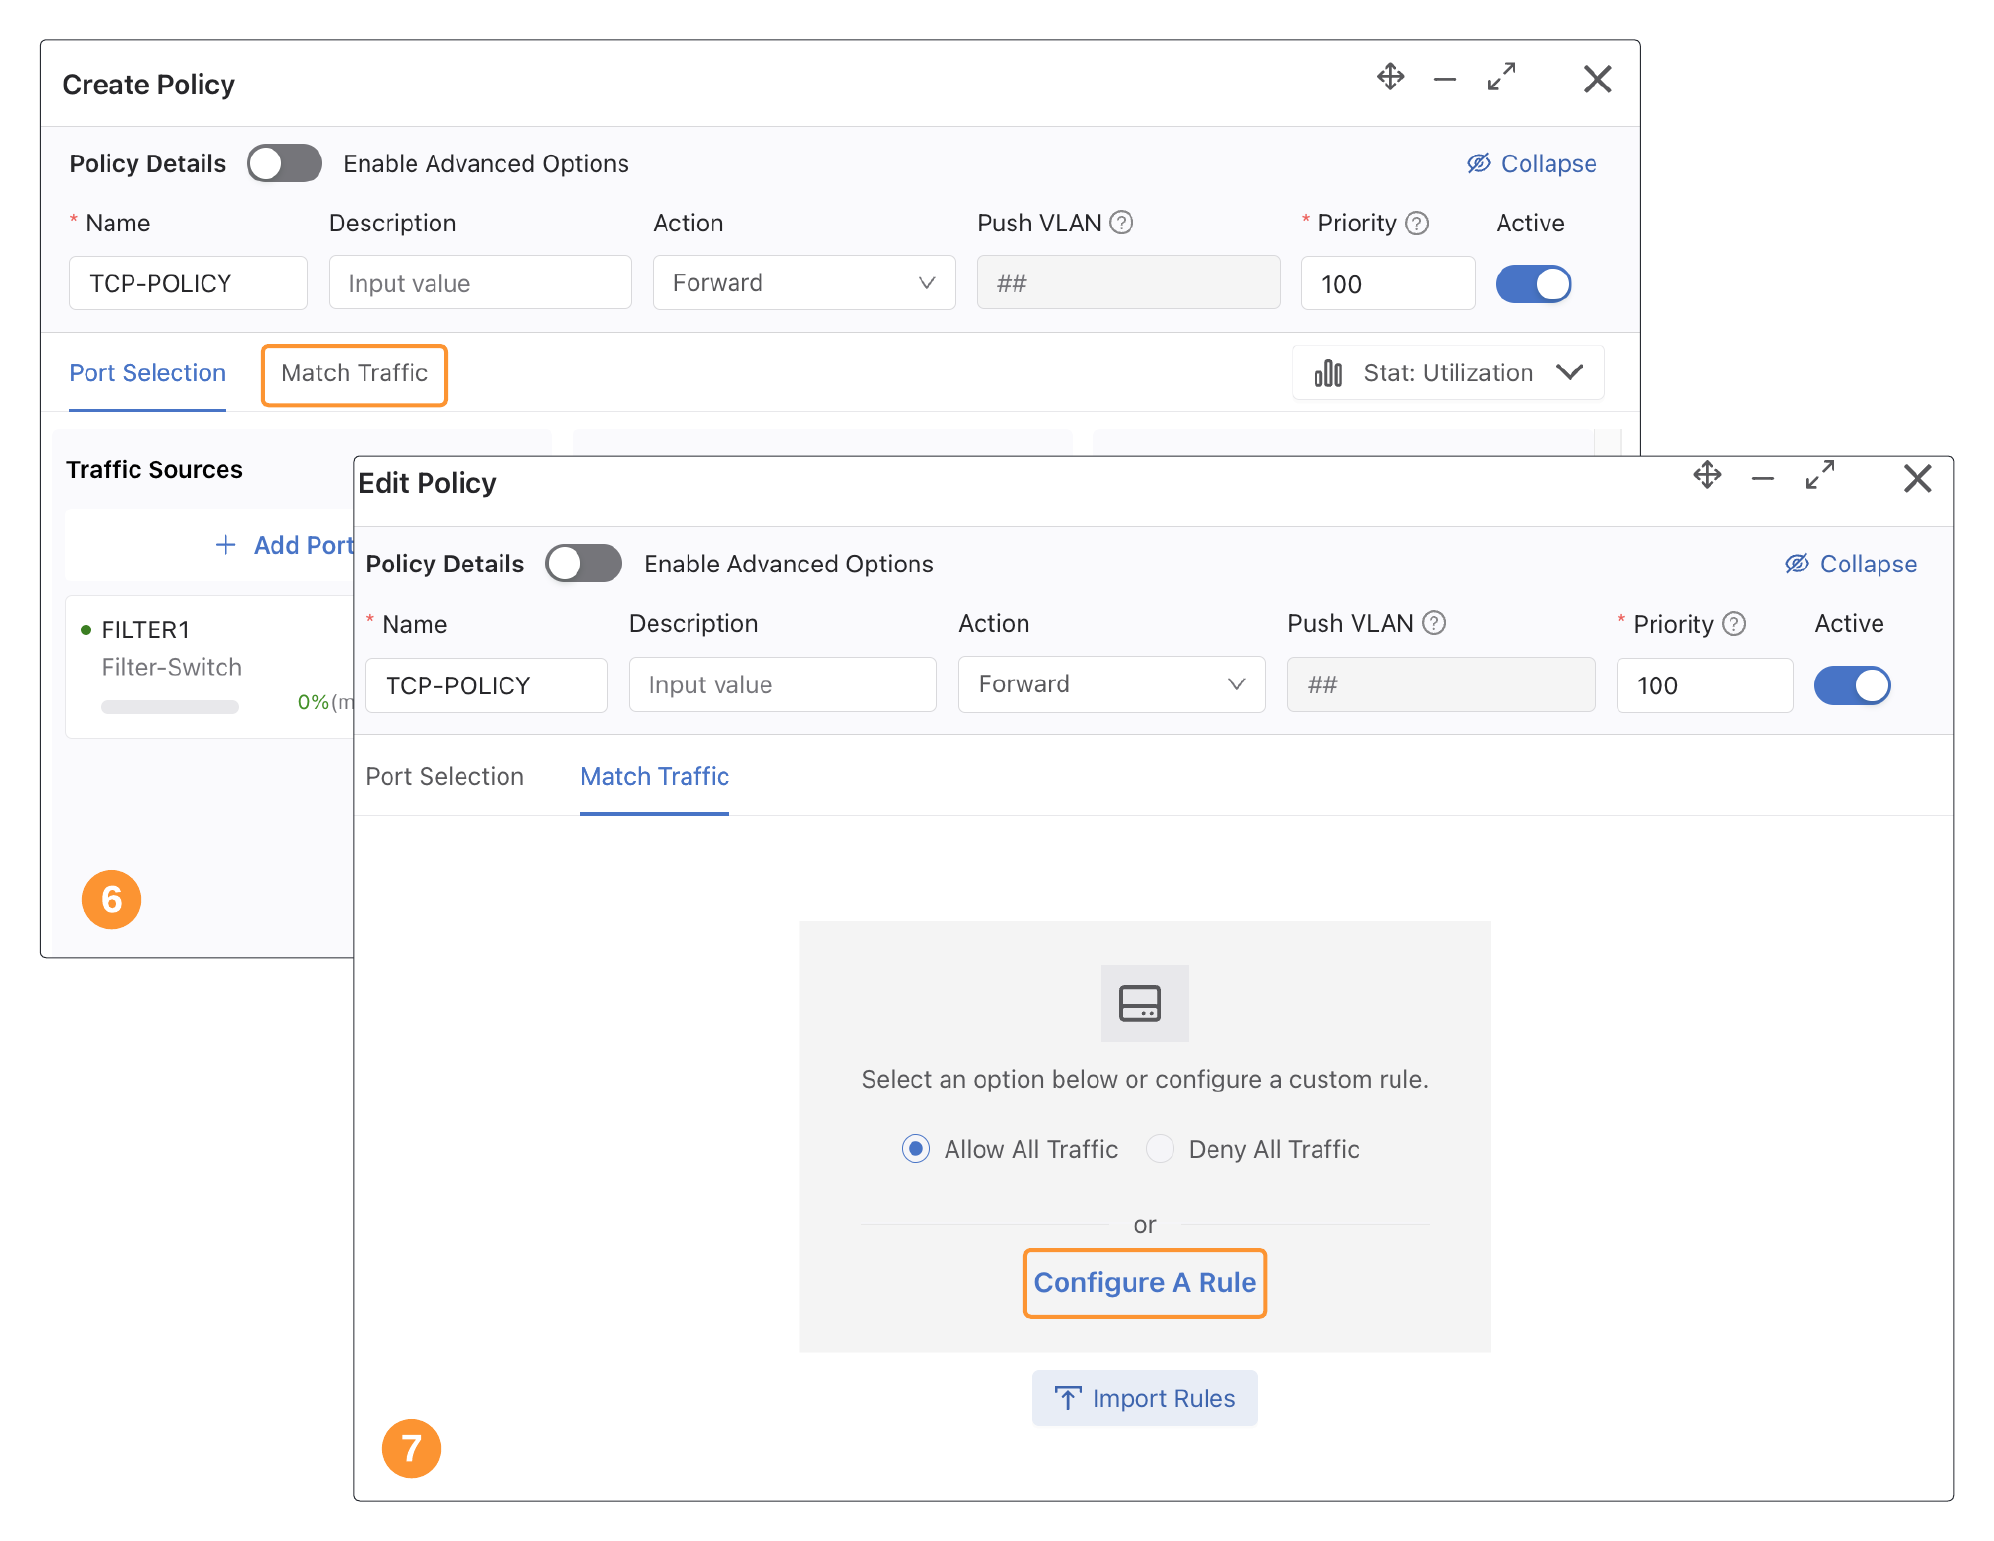 Create Policy
Policy Details Enable Advanced Options Collapse
* Name Description Action Push VLAN ? * Priority ? Active
TCP-POLICY Input value Forward ## 100
Port Selection Match Traffic Stat: Utilization
Traffic Sources
+ Add Port
FILTER1
Filter-Switch
0%(m
6
Edit Policy
Policy Details Enable Advanced Options Collapse
* Name Description Action Push VLAN ? * Priority ? Active
TCP-POLICY Input value Forward ## 100
Port Selection Match Traffic
Select an option below or configure a custom rule.
Allow All Traffic Deny All Traffic
or
Configure A Rule
Import Rules
7